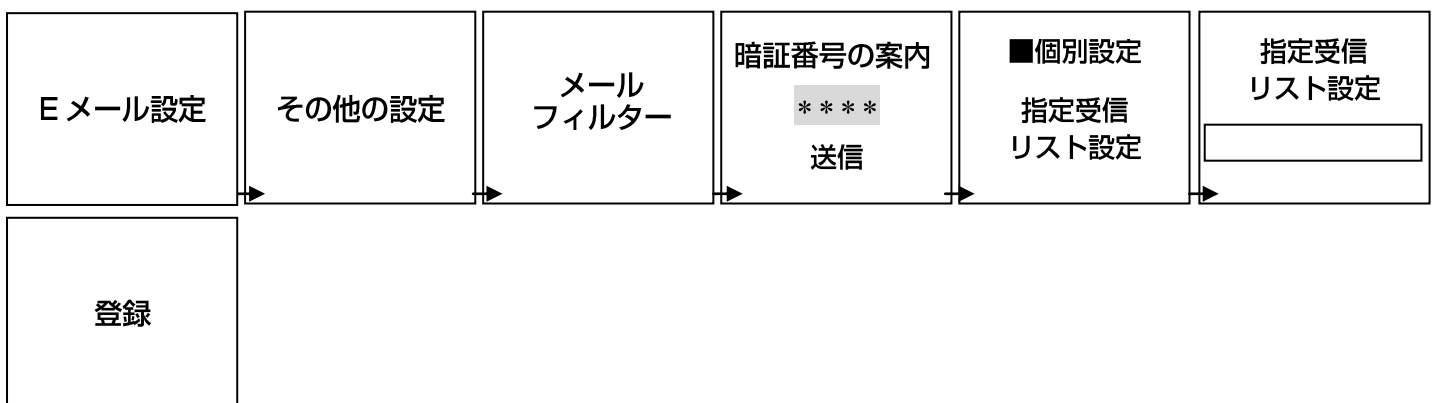 Eメール設定
その他の設定
メール
フィルター
暗証番号の案内
****
送信
■個別設定
指定受信
リスト設定
指定受信
リスト設定
登録